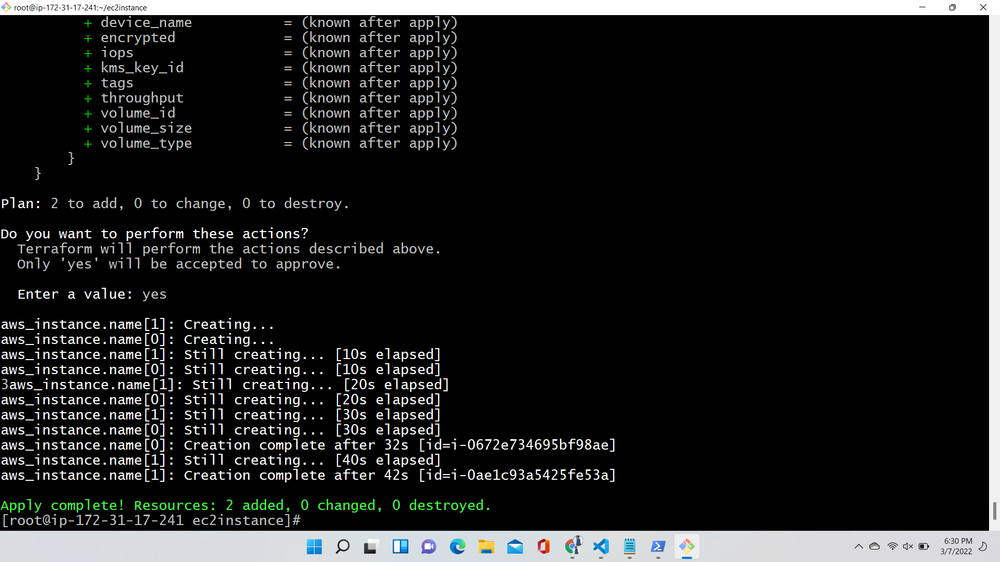 root@ip-172-31-17-241:~/ec2instance
+ device_name = (known after apply)
+ encrypted = (known after apply)
+ iops = (known after apply)
+ kms_key_id = (known after apply)
+ tags = (known after apply)
+ throughput = (known after apply)
+ volume_id = (known after apply)
+ volume_size = (known after apply)
+ volume_type = (known after apply)
}
}
Plan: 2 to add, 0 to change, 0 to destroy.
Do you want to perform these actions?
Terraform will perform the actions described above.
Only 'yes' will be accepted to approve.
Enter a value: yes
aws_instance.name[1]: Creating...
aws_instance.name[0]: Creating...
aws_instance.name[1]: Still creating... [10s elapsed]
aws_instance.name[0]: Still creating... [10s elapsed]
3aws_instance.name[1]: Still creating... [20s elapsed]
aws_instance.name[0]: Still creating... [20s elapsed]
aws_instance.name[1]: Still creating... [30s elapsed]
aws_instance.name[0]: Still creating... [30s elapsed]
aws_instance.name[0]: Creation complete after 32s [id=i-0672e734695bf98ae]
aws_instance.name[1]: Still creating... [40s elapsed]
aws_instance.name[1]: Creation complete after 42s [id=i-0ae1c93a5425fe53a]
Apply complete! Resources: 2 added, 0 changed, 0 destroyed.
[root@ip-172-31-17-241 ec2instance]#
6:30 PM
3/7/2022